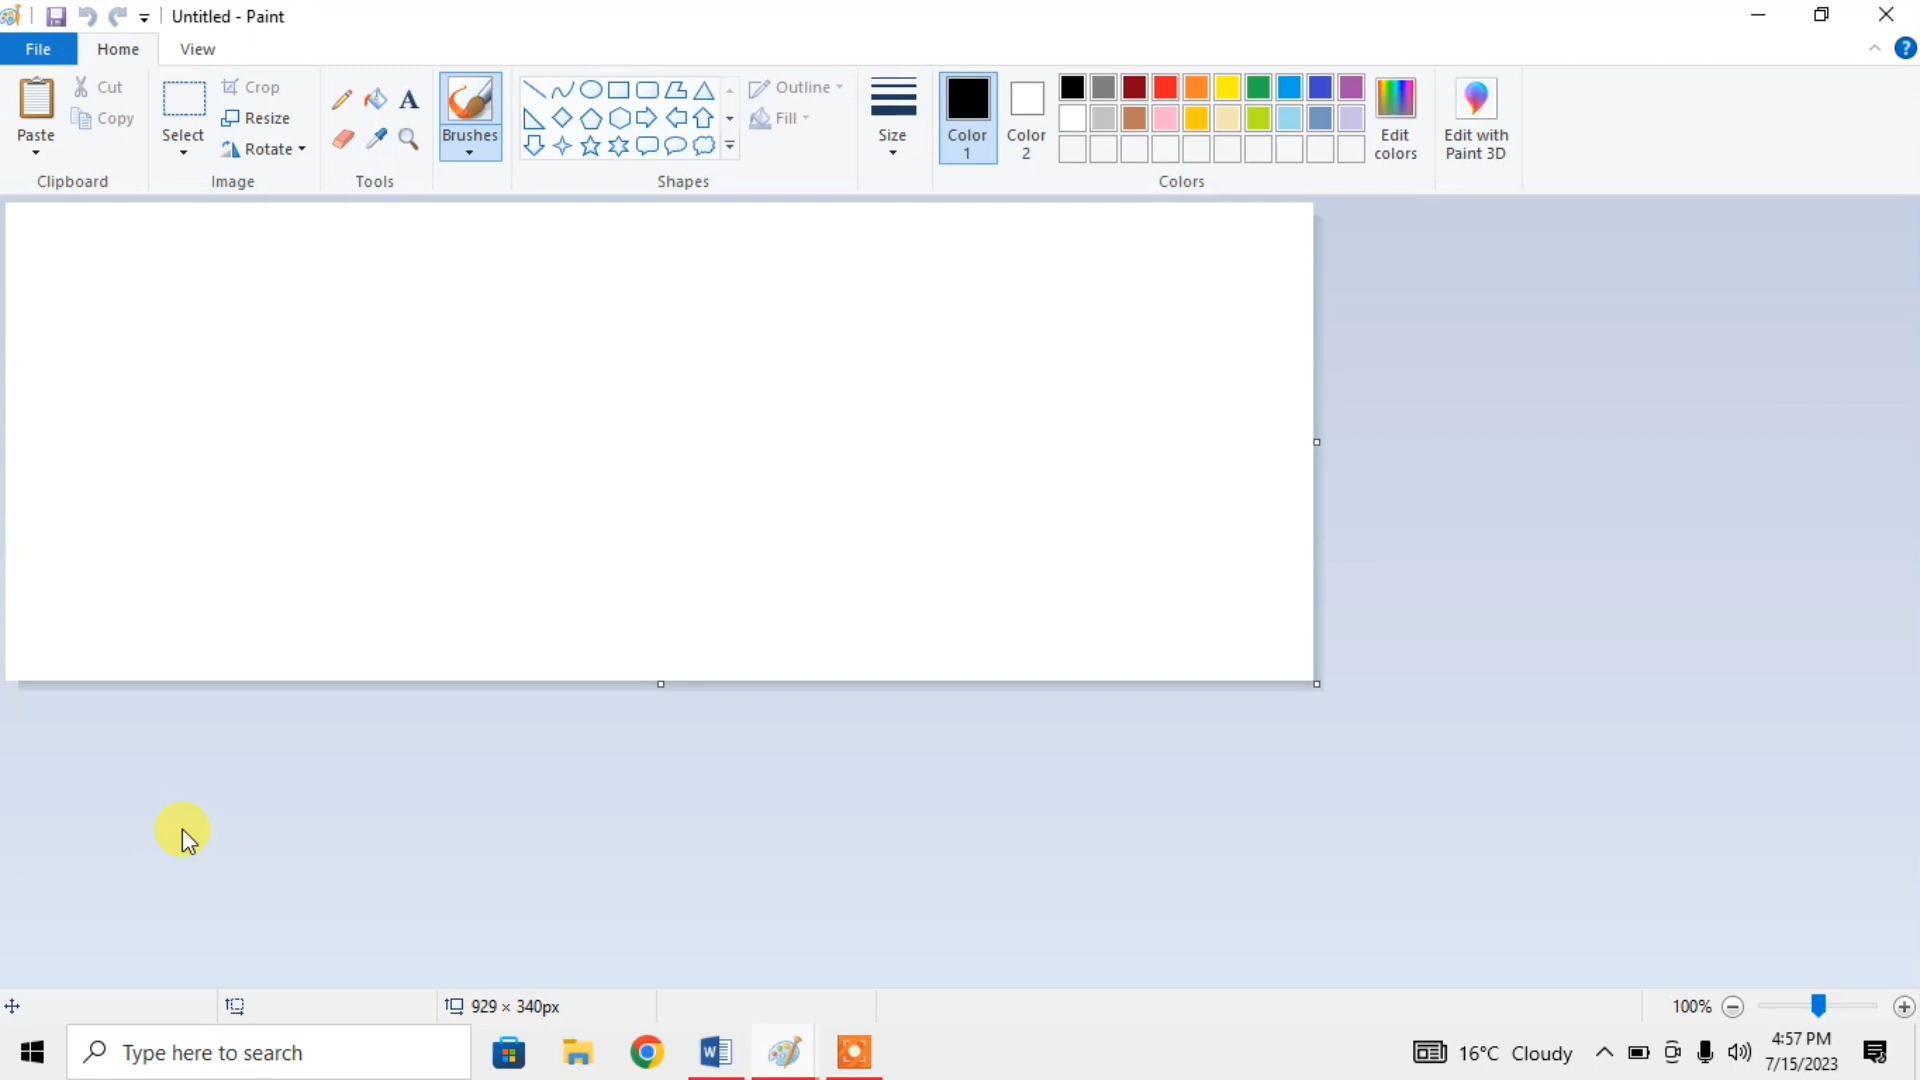 Untitled - Paint
File Home View
Paste
Cut
Copy
Clipboard
Select
Crop
Resize
Rotate
Image
A
Tools
Brushes
Shapes
Outline
Fill
Size
Color 1
Color 2
Colors
Edit colors
Edit with Paint 3D
929 × 340px
100%
Type here to search
W
16°C Cloudy
4:57 PM
7/15/2023